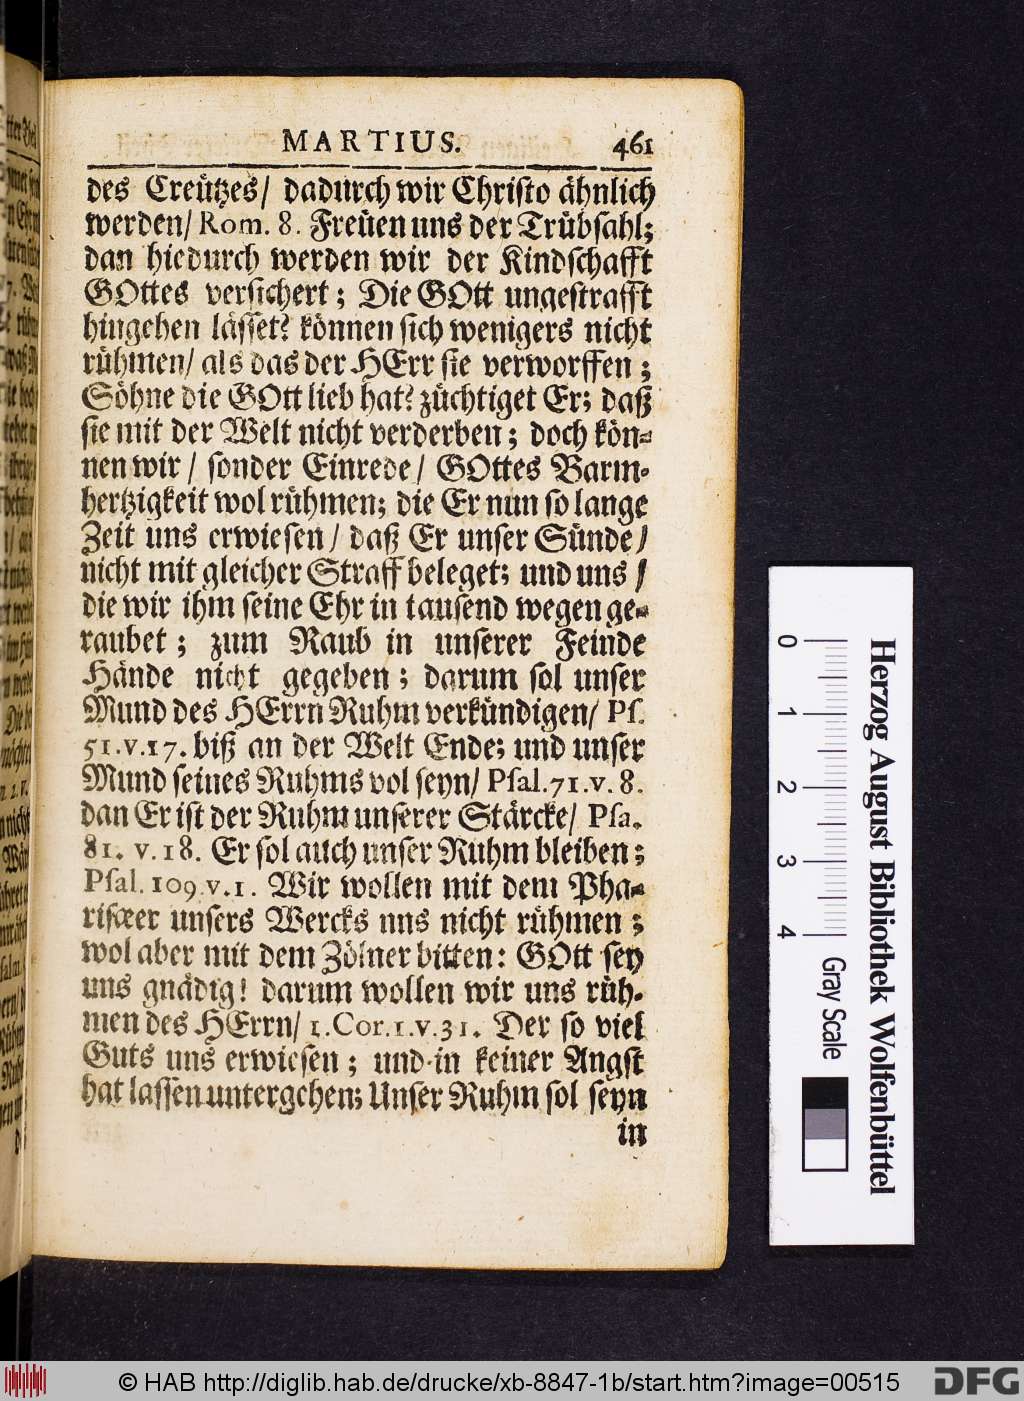 MARTIUS. 461
des Creützes/ dadurch wir Christo ähnlich
werden/ Rom. 8. Freüen uns der Trübsahl;
dan hiedurch werden wir der Kindschafft
GOttes versichert; Die GOtt ungestrafft
hingehen lässet? können sich wenigers nicht
rühmen/ als das der HErr sie verworffen;
Söhne die GOtt lieb hat? züchtiget Er; daß
sie mit der Welt nicht verderben; doch kön-
nen wir/ sonder Einrede/ GOttes Barm-
hertzigkeit wol rühmen; die Er nun so lange
Zeit uns erwiesen/ daß Er unser Sünde/
nicht mit gleicher Straff beleget; und uns/
die wir ihm seine Ehr in tausend wegen ge-
raubet; zum Raub in unserer Feinde
Hände nicht gegeben; darum sol unser
Mund des HErrn Ruhm verkündigen/ Ps.
51.v.17. biß an der Welt Ende; und unser
Mund seines Ruhms vol seyn/ Psal.71.v.8.
dan Er ist der Ruhm unserer Stärcke/ Psa.
81. v.18. Er sol auch unser Ruhm bleiben;
Psal. 109.v.1. Wir wollen mit dem Pha-
risæer unsers Wercks uns nicht rühmen;
wol aber mit dem Zölner bitten: GOtt sey
uns gnädig! darum wollen wir uns rüh-
men des HErrn/ 1.Cor.1.v.31. Der so viel
Guts uns erwiesen; und in keiner Angst
hat lassen untergehen; Unser Ruhm sol seyn
in
Herzog August Bibliothek Wolfenbüttel
0 1 2 3 4 Gray Scale
© HAB http://diglib.hab.de/drucke/xb-8847-1b/start.htm?image=00515
DFG